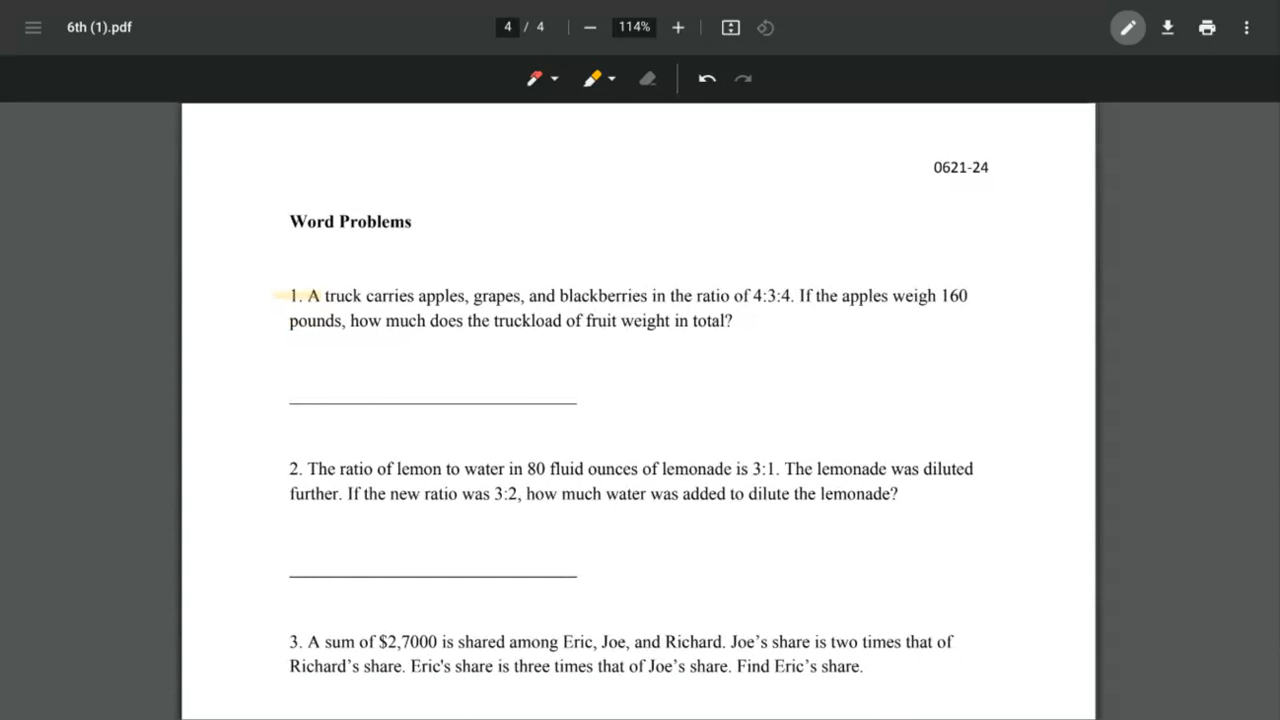 6th (1).pdf
4 / 4
114%
0621-24
Word Problems
1. A truck carries apples, grapes, and blackberries in the ratio of 4:3:4. If the apples weigh 160
pounds, how much does the truckload of fruit weight in total?
2. The ratio of lemon to water in 80 fluid ounces of lemonade is 3:1. The lemonade was diluted
further. If the new ratio was 3:2, how much water was added to dilute the lemonade?
3. A sum of $2,7000 is shared among Eric, Joe, and Richard. Joe’s share is two times that of
Richard’s share. Eric's share is three times that of Joe’s share. Find Eric’s share.